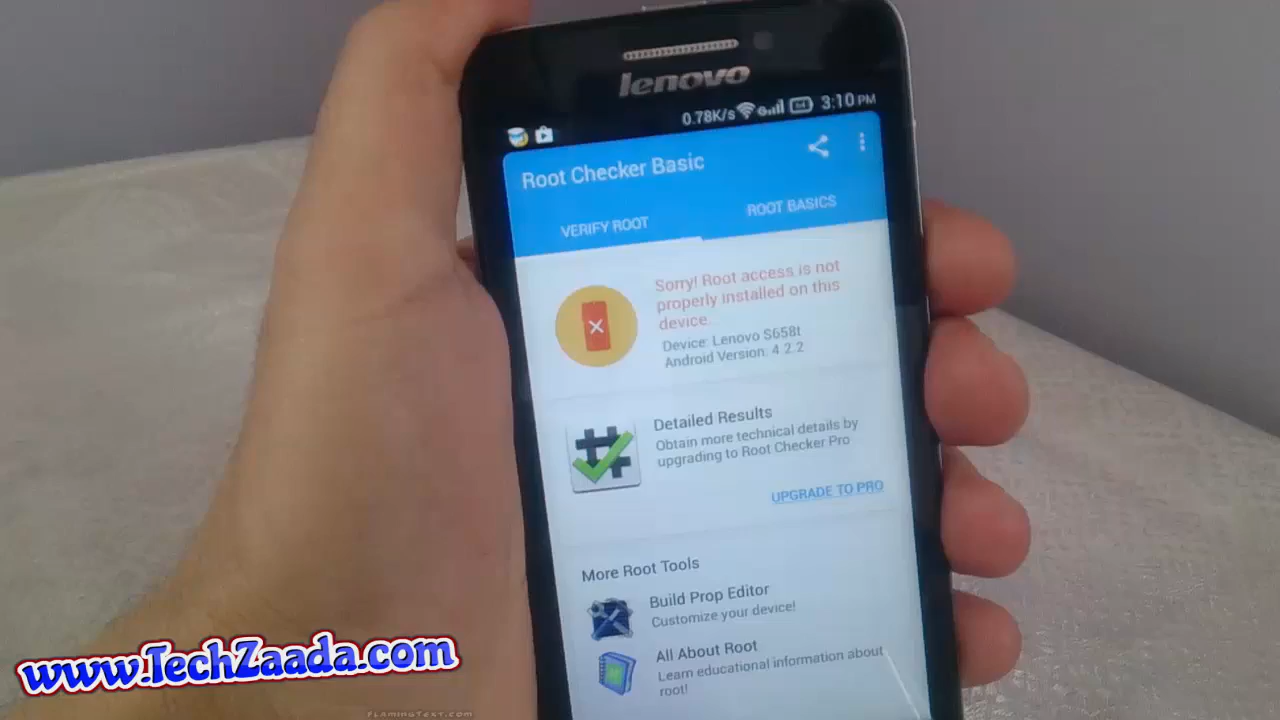 lenovo
0.78K/s 3:10 PM
Root Checker Basic
VERIFY ROOT
ROOT BASICS
Sorry! Root access is not
properly installed on this
device.
Device: Lenovo S658t
Android Version: 4.2.2
Detailed Results
Obtain more technical details by
upgrading to Root Checker Pro
UPGRADE TO PRO
More Root Tools
Build Prop Editor
Customize your device!
All About Root
Learn educational information about
root!
www.TechZaada.com
FLAMINGTEXT.COM